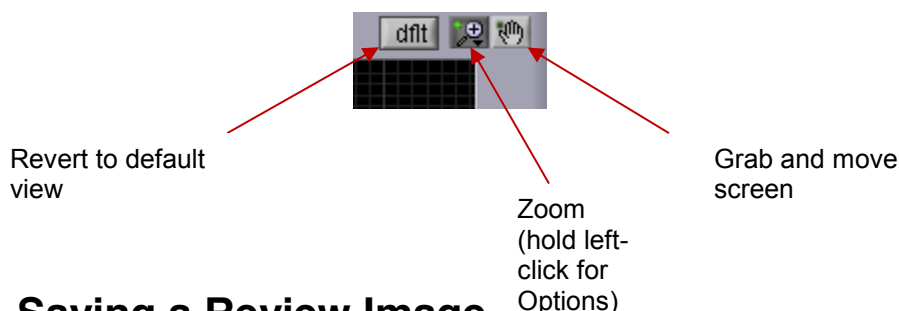 dflt
Revert to default
view
Grab and move
screen
Zoom
(hold left-
click for
Options)
Saving a Review Image